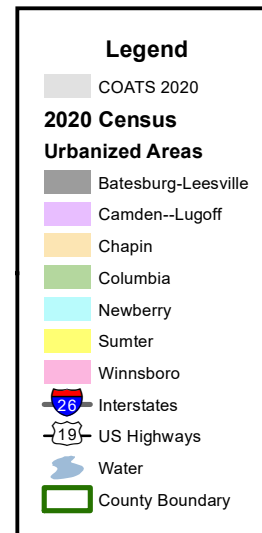 Legend
COATS 2020
2020 Census
Urbanized Areas
Batesburg-Leesville
Camden--Lugoff
Chapin
Columbia
Newberry
Sumter
Winnsboro
26 Interstates
19 US Highways
Water
County Boundary